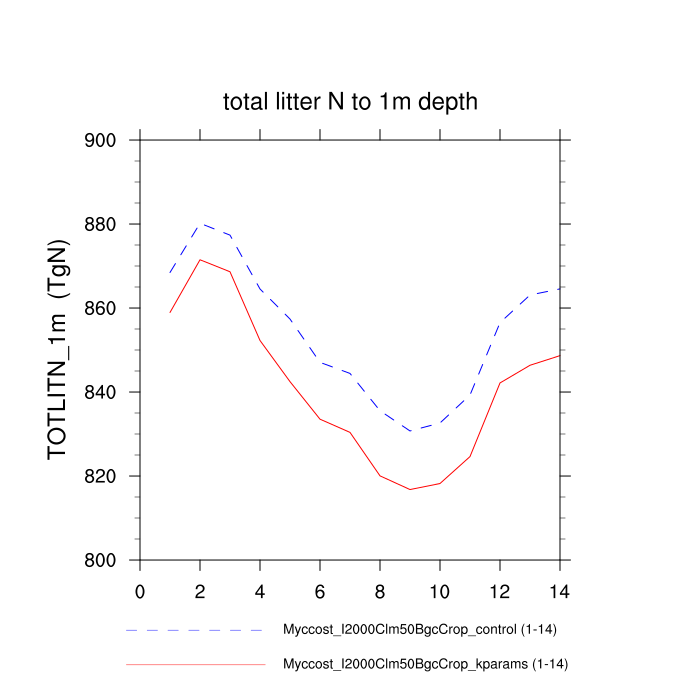 total litter N to 1m depth
TOTLITN_1m (TgN)
900
880
860
840
820
800
0 2 4 6 8 10 12 14
Myccost_I2000Clm50BgcCrop_control (1-14)
Myccost_I2000Clm50BgcCrop_kparams (1-14)